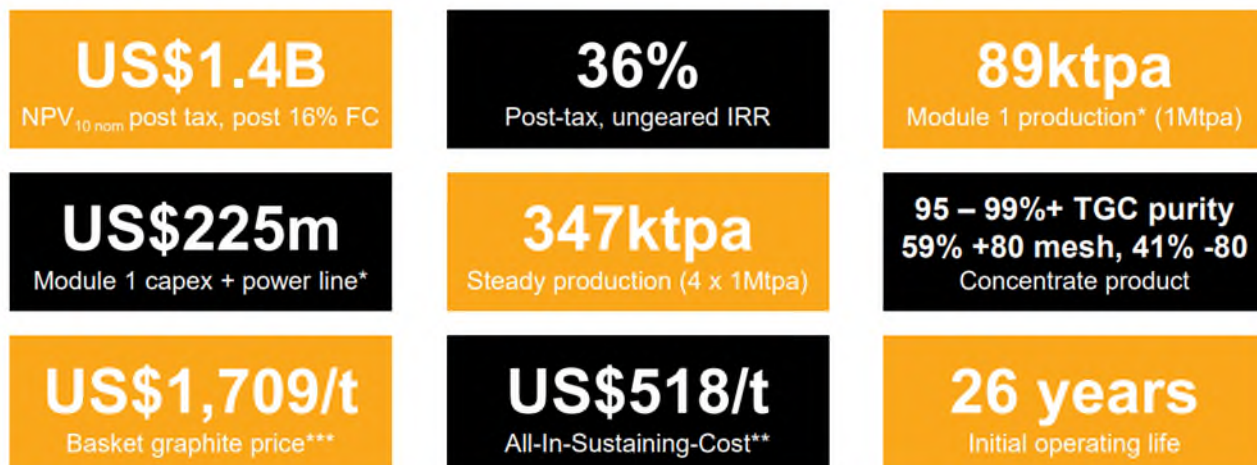 US$1.4B
NPV10 nom post tax, post 16% FC
36%
Post-tax, ungeared IRR
89ktpa
Module 1 production* (1Mtpa)
US$225m
Module 1 capex + power line*
347ktpa
Steady production (4 x 1Mtpa)
95 – 99%+ TGC purity
59% +80 mesh, 41% -80
Concentrate product
US$1,709/t
Basket graphite price***
US$518/t
All-In-Sustaining-Cost**
26 years
Initial operating life